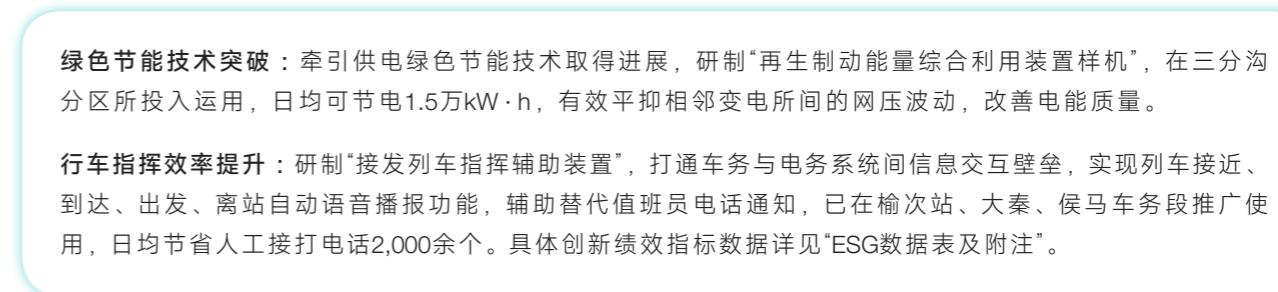 绿色节能技术突破：牵引供电绿色节能技术取得进展，研制“再生制动能量综合利用装置样机”，在三分沟
分区所投入运用，日均可节电1.5万kW·h，有效平抑相邻变电所间的网压波动，改善电能质量。
行车指挥效率提升：研制“接发列车指挥辅助装置”，打通车务与电务系统间信息交互壁垒，实现列车接近、
到达、出发、离站自动语音播报功能，辅助替代值班员电话通知，已在榆次站、大秦、侯马车务段推广使
用，日均节省人工接打电话2,000余个。具体创新绩效指标数据详见“ESG数据表及附注”。